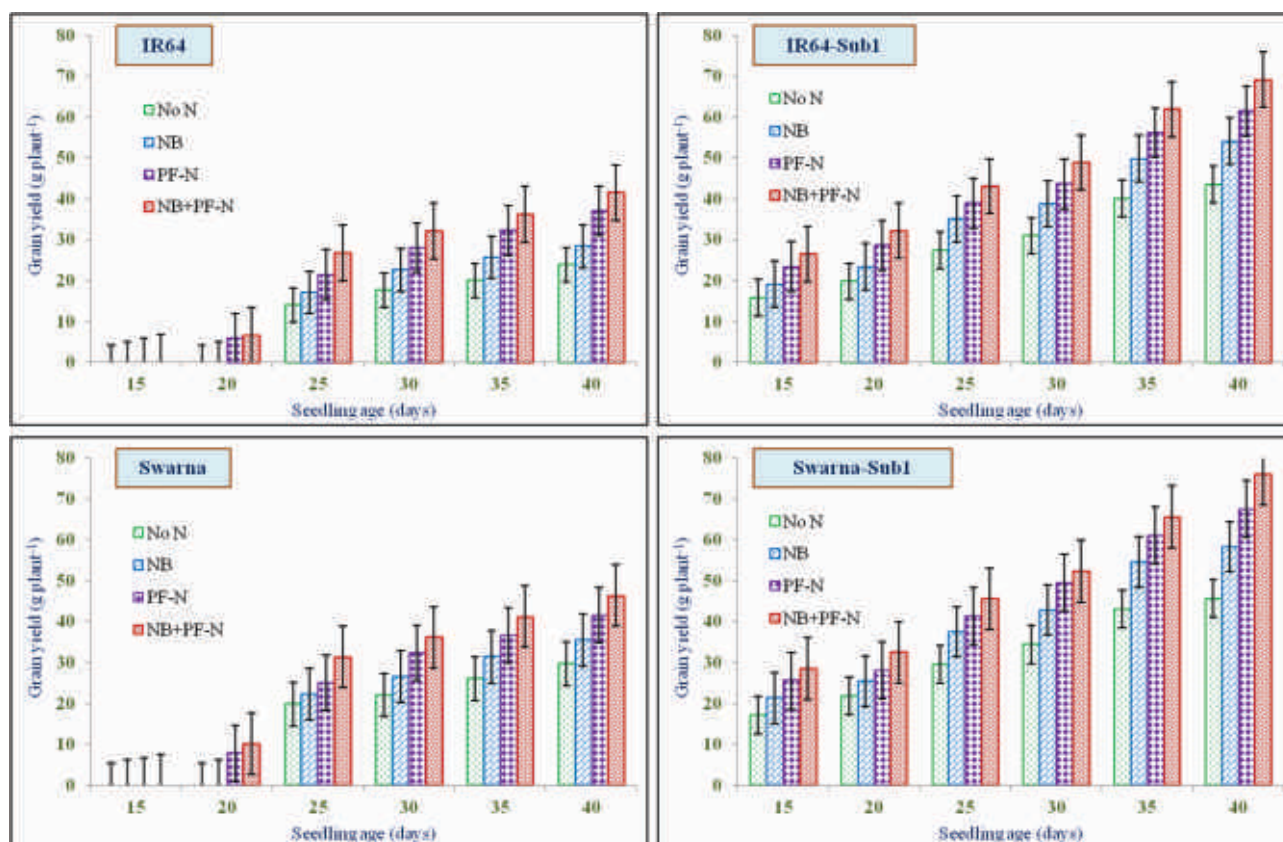 IR64
Grain yield (g plant⁻¹)
80
70
60
50
40
30
20
10
0
No N
NB
PF-N
NB+PF-N
15 20 25 30 35 40
Seedling age (days)
IR64-Sub1
Grain yield (g plant⁻¹)
80
70
60
50
40
30
20
10
0
No N
NB
PF-N
NB+PF-N
15 20 25 30 35 40
Seedling age (days)
Swarna
Grain yield (g plant⁻¹)
80
70
60
50
40
30
20
10
0
No N
NB
PF-N
NB+PF-N
15 20 25 30 35 40
Seedling age (days)
Swarna-Sub1
Grain yield (g plant⁻¹)
80
70
60
50
40
30
20
10
0
No N
NB
PF-N
NB+PF-N
15 20 25 30 35 40
Seedling age (days)